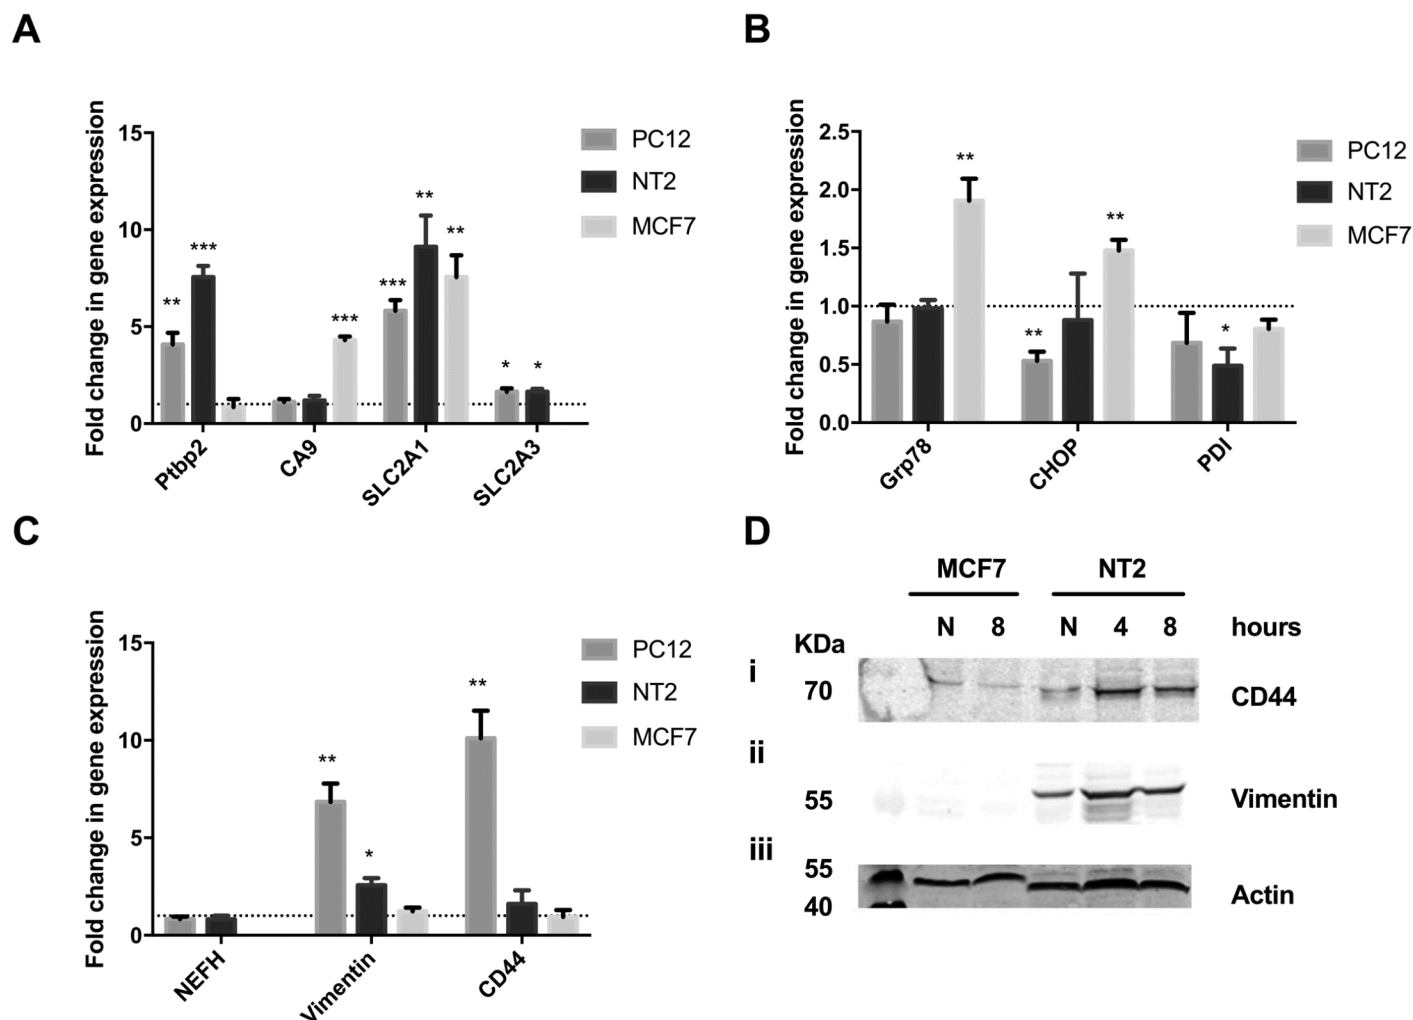 A
Fold change in gene expression
15
10
5
0
** *** *** *** ** ** * *
Ptbp2 CA9 SLC2A1 SLC2A3
PC12
NT2
MCF7
B
Fold change in gene expression
2.5
2.0
1.5
1.0
0.5
0.0
** ** ** *
Grp78 CHOP PDI
PC12
NT2
MCF7
C
Fold change in gene expression
15
10
5
0
** * **
NEFH Vimentin CD44
PC12
NT2
MCF7
D
MCF7 NT2
N 8 N 4 8 hours
KDa
i
70 CD44
ii
55 Vimentin
iii
55
40
Actin